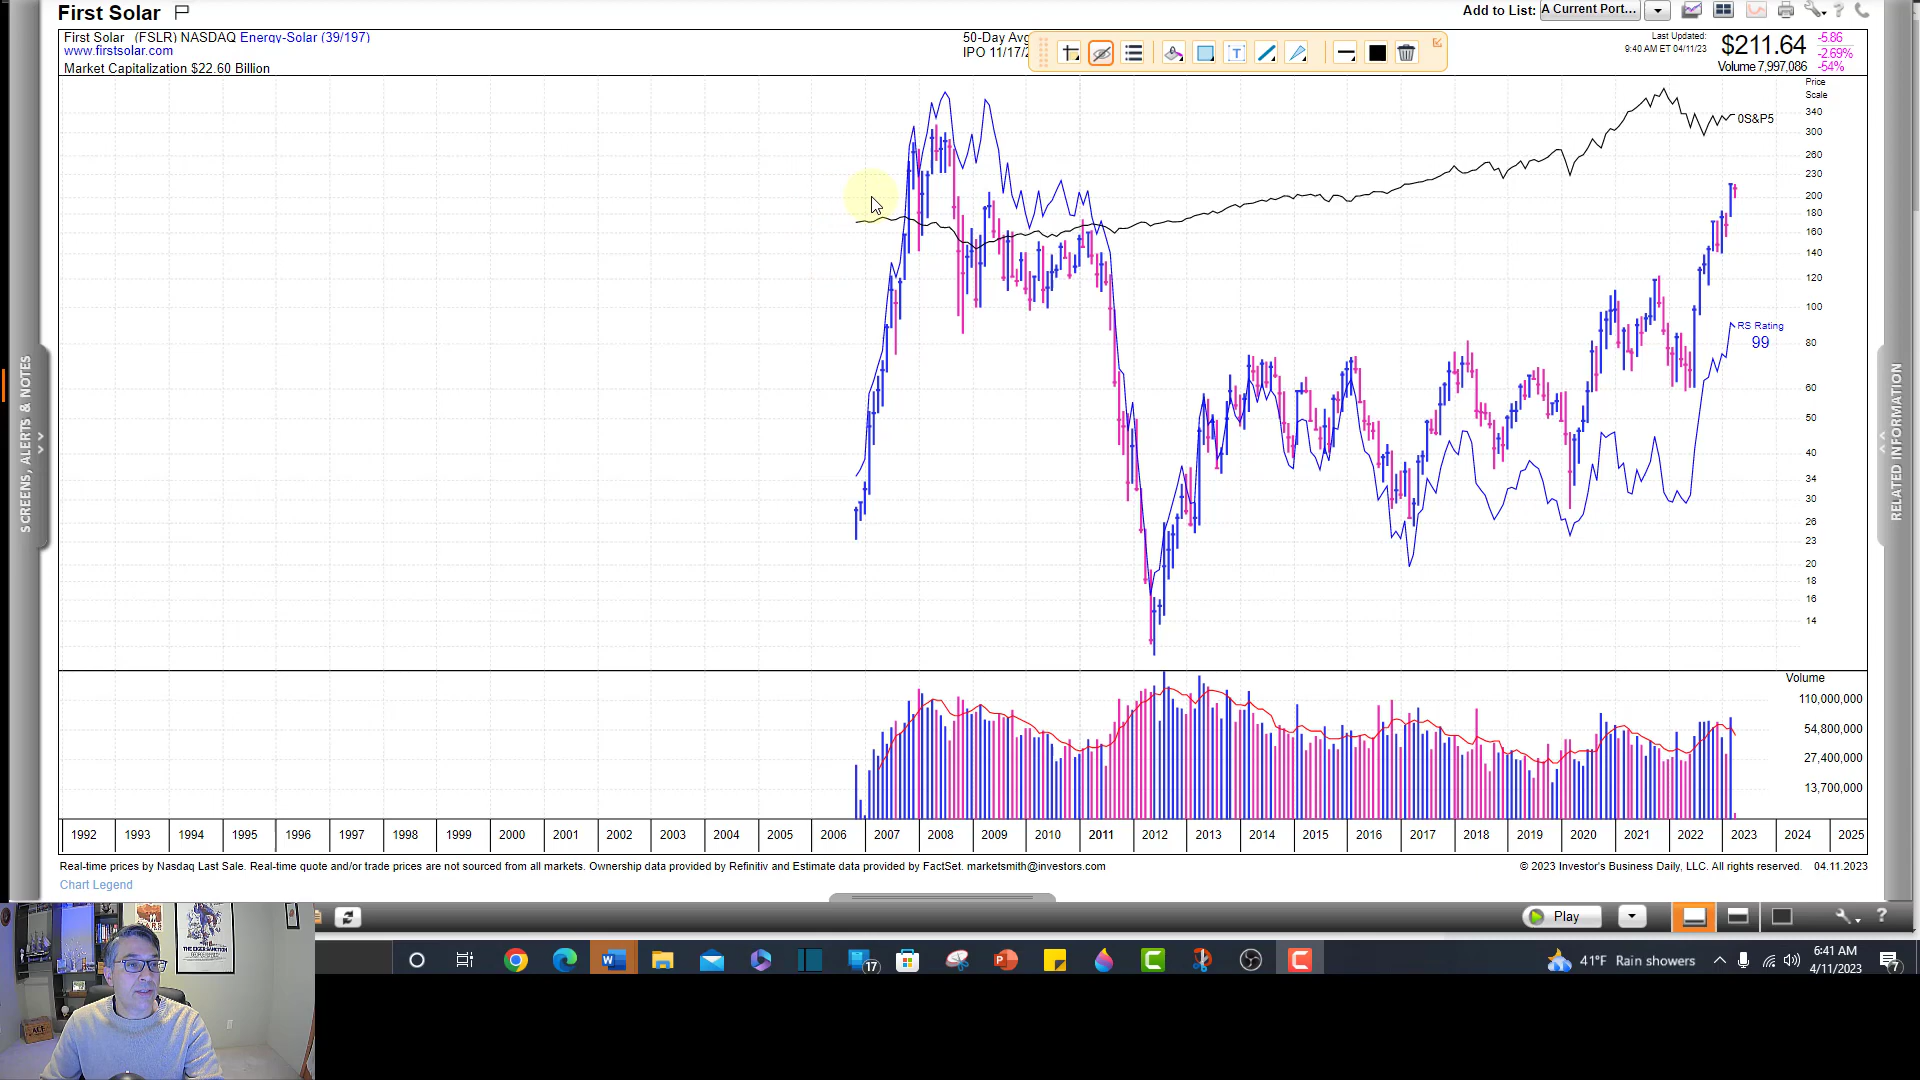 First Solar
Add to List: A Current Port...
First Solar (FSLR) NASDAQ Energy-Solar (39/197)
www.firstsolar.com
Market Capitalization $22.60 Billion
50-Day Avg
IPO 11/17/2
Last Updated:
9:40 AM ET 04/11/23
$211.64
-5.86
-2.69%
Volume 7,997,086 -54%
Price
Scale
340
300
260
230
200
180
160
140
120
100
80
60
50
40
34
30
26
23
20
18
16
14
0S&P5
RS Rating
99
SCREENS, ALERTS & NOTES
RELATED INFORMATION
Volume
110,000,000
54,800,000
27,400,000
13,700,000
1992 1993 1994 1995 1996 1997 1998 1999 2000 2001 2002 2003 2004 2005 2006 2007 2008 2009 2010 2011 2012 2013 2014 2015 2016 2017 2018 2019 2020 2021 2022 2023 2024 2025
Real-time prices by Nasdaq Last Sale. Real-time quote and/or trade prices are not sourced from all markets. Ownership data provided by Refinitiv and Estimate data provided by FactSet. marketsmith@investors.com
© 2023 Investor's Business Daily, LLC. All rights reserved. 04.11.2023
Chart Legend
Play
THE EIGER SANCTION
ACE
17
41°F Rain showers
6:41 AM
4/11/2023
7